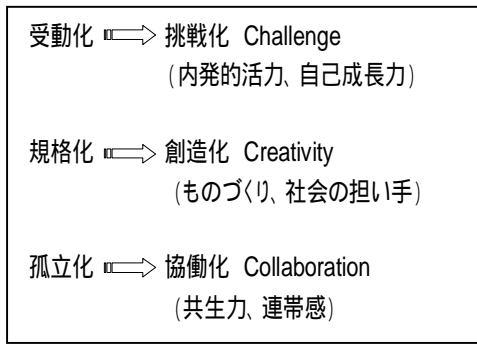 受動化 ⇒ 挑戦化 Challenge
(内発的活力、自己成長力)
規格化 ⇒ 創造化 Creativity
(ものづくり、社会の担い手)
孤立化 ⇒ 協働化 Collaboration
(共生力、連帯感)